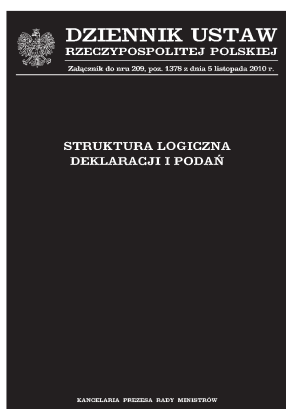 DZIENNIK USTAW
RZECZYPOSPOLITEJ POLSKIEJ
Załącznik do nru 209, poz. 1378 z dnia 5 listopada 2010 r.
STRUKTURA LOGICZNA
DEKLARACJI I PODAŃ
KANCELARIA PREZESA RADY MINISTRÓW